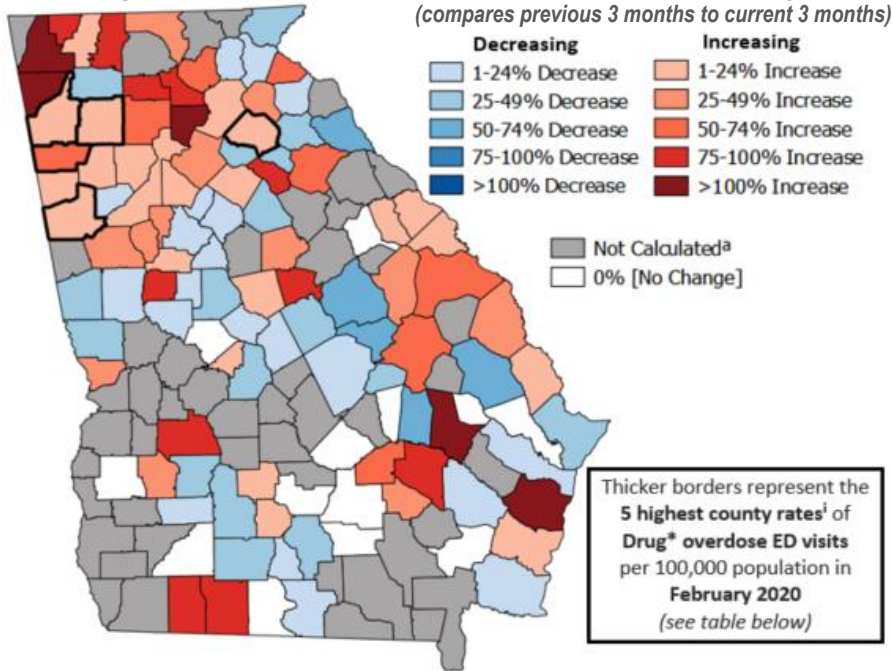 (compares previous 3 months to current 3 months)
Decreasing
Increasing
1-24% Decrease
1-24% Increase
25-49% Decrease
25-49% Increase
50-74% Decrease
50-74% Increase
75-100% Decrease
75-100% Increase
>100% Decrease
>100% Increase
Not Calculatedª
0% [No Change]
Thicker borders represent the
5 highest county ratesⁱ of
Drug* overdose ED visits
per 100,000 population in
February 2020
(see table below)